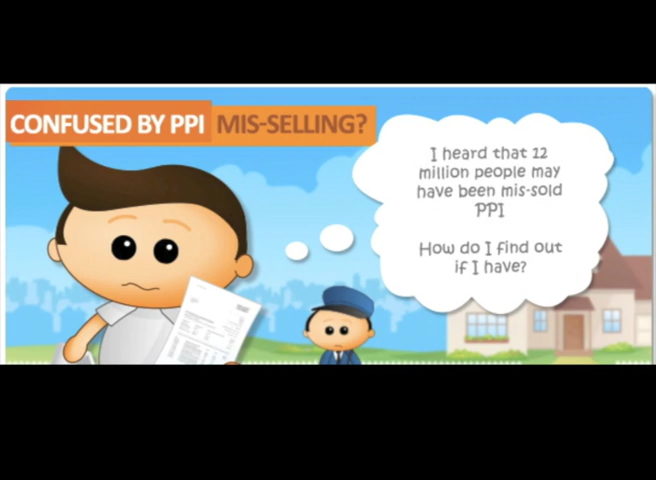 CONFUSED BY PPI MIS-SELLING?
I heard that 12
million people may
have been mis-sold
PPI
How do I find out
if I have?